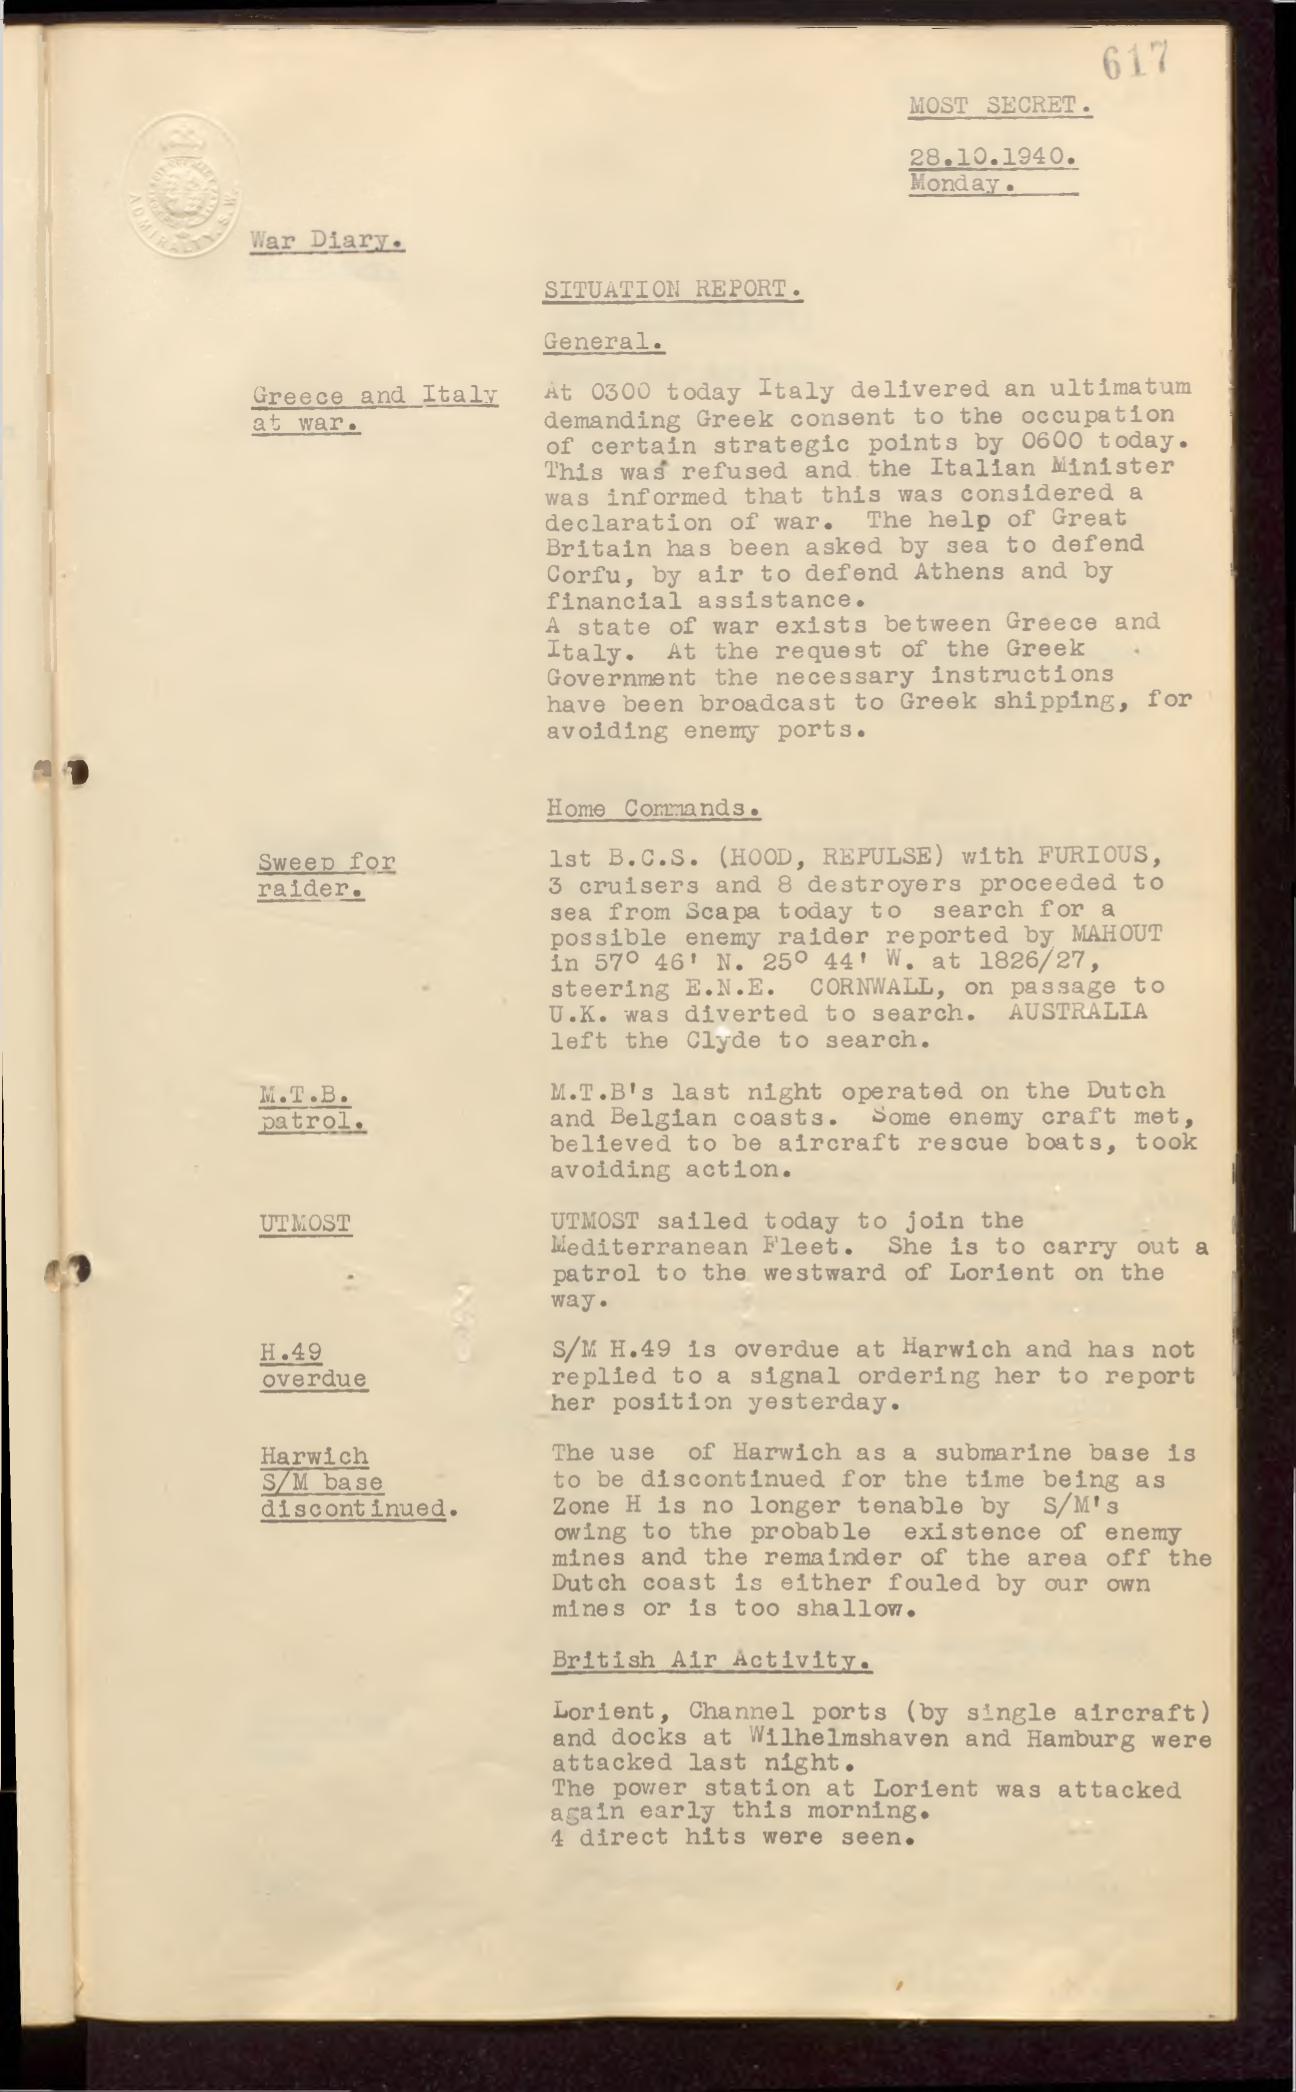 617
MOST SECRET.
28.10.1940.
Monday.
ADMIRALTY. S.W.
War Diary.
SITUATION REPORT.
General.
Greece and Italy
at war.
At 0300 today Italy delivered an ultimatum
demanding Greek consent to the occupation
of certain strategic points by 0600 today.
This was refused and the Italian Minister
was informed that this was considered a
declaration of war. The help of Great
Britain has been asked by sea to defend
Corfu, by air to defend Athens and by
financial assistance.
A state of war exists between Greece and
Italy. At the request of the Greek
Government the necessary instructions
have been broadcast to Greek shipping, for
avoiding enemy ports.
Home Commands.
Sweep for
raider.
1st B.C.S. (HOOD, REPULSE) with FURIOUS,
3 cruisers and 8 destroyers proceeded to
sea from Scapa today to search for a
possible enemy raider reported by MAHOUT
in 57° 46' N. 25° 44' W. at 1826/27,
steering E.N.E. CORNWALL, on passage to
U.K. was diverted to search. AUSTRALIA
left the Clyde to search.
M.T.B.
patrol.
M.T.B's last night operated on the Dutch
and Belgian coasts. Some enemy craft met,
believed to be aircraft rescue boats, took
avoiding action.
UTMOST
UTMOST sailed today to join the
Mediterranean Fleet. She is to carry out a
patrol to the westward of Lorient on the
way.
H.49
overdue
S/M H.49 is overdue at Harwich and has not
replied to a signal ordering her to report
her position yesterday.
Harwich
S/M base
discontinued.
The use of Harwich as a submarine base is
to be discontinued for the time being as
Zone H is no longer tenable by S/M's
owing to the probable existence of enemy
mines and the remainder of the area off the
Dutch coast is either fouled by our own
mines or is too shallow.
British Air Activity.
Lorient, Channel ports (by single aircraft)
and docks at Wilhelmshaven and Hamburg were
attacked last night.
The power station at Lorient was attacked
again early this morning.
4 direct hits were seen.